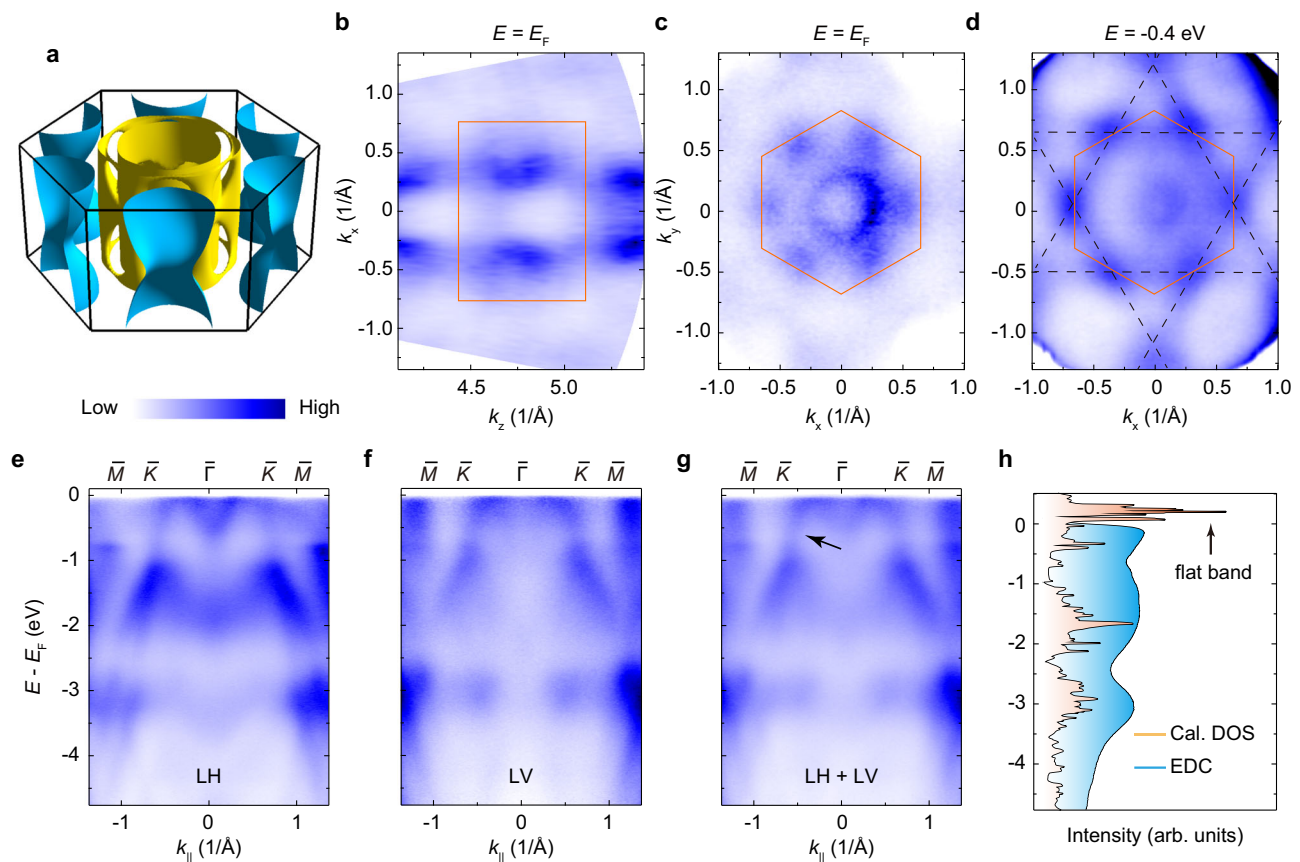 a
Low
High
b
E = E_F
k_x (1/Å)
1.0
0.5
0
-0.5
-1.0
4.5
5.0
k_z (1/Å)
c
E = E_F
k_y (1/Å)
1.0
0.5
0
-0.5
-1.0
-1.0
-0.5
0
0.5
1.0
k_x (1/Å)
d
E = -0.4 eV
1.0
0.5
0
-0.5
-1.0
-1.0
-0.5
0
0.5
1.0
k_x (1/Å)
e
M̄ K̄ Γ̄ K̄ M̄
E - E_F (eV)
0
-1
-2
-3
-4
LH
-1
0
1
k_|| (1/Å)
f
M̄ K̄ Γ̄ K̄ M̄
LV
-1
0
1
k_|| (1/Å)
g
M̄ K̄ Γ̄ K̄ M̄
LH + LV
-1
0
1
k_|| (1/Å)
h
0
-1
-2
-3
-4
flat band
Cal. DOS
EDC
Intensity (arb. units)